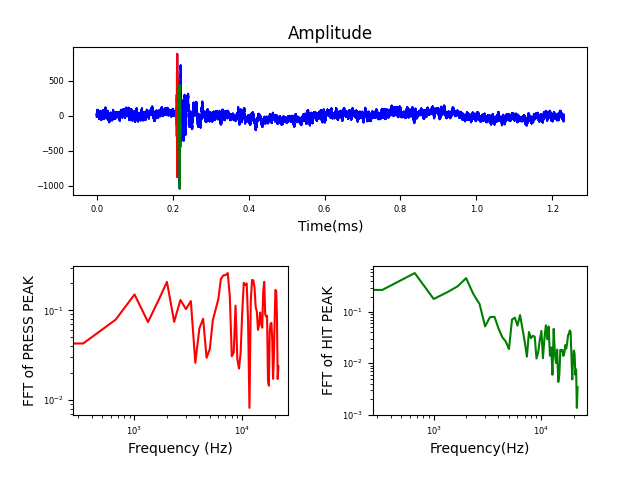 Amplitude
500
0
−500
−1000
0.0 0.2 0.4 0.6 0.8 1.0 1.2
Time(ms)
FFT of PRESS PEAK
10⁻¹
10⁻²
10³ 10⁴
Frequency (Hz)
FFT of HIT PEAK
10⁻¹
10⁻²
10⁻³
10³ 10⁴
Frequency(Hz)